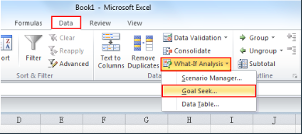 Book1 - Microsoft Excel
Formulas Data Review View
Clear
Reapply
Filter
Advanced
Sort & Filter
Text to Columns
Remove Duplicates
Data Validation
Consolidate
What-If Analysis
Scenario Manager...
Goal Seek...
Data Table...
Group
Ungroup
Subtotal
Outline
D E F G H I J